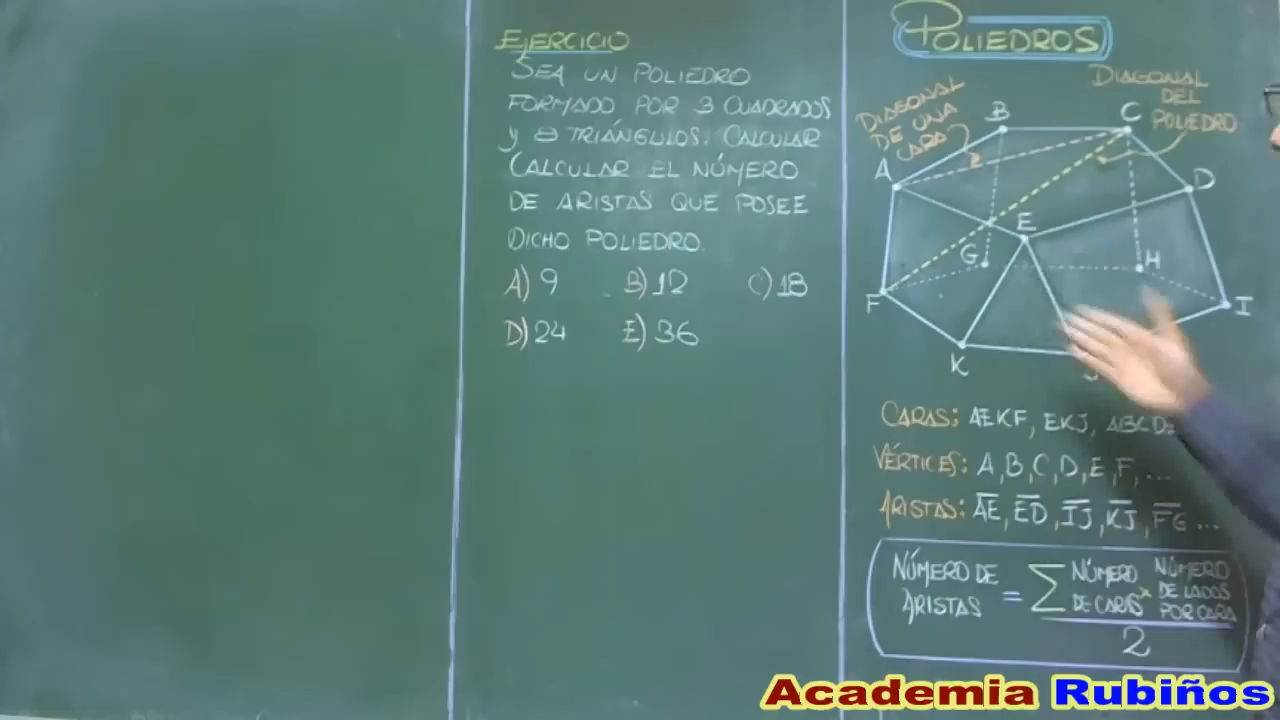 EJERCICIO
SEA UN POLIEDRO
FORMADO POR 3 CUADRADOS
Y 8 TRIÁNGULOS. CALCULAR
CALCULAR EL NÚMERO
DE ARISTAS QUE POSEE
DICHO POLIEDRO.
A) 9 B) 12 C) 18
D) 24 E) 36
POLIEDROS
DIAGONAL
DE UNA
CARA
DIAGONAL
DEL
POLIEDRO
B
C
A
D
E
G
H
F
I
K
CARAS: AEKF, EKJ, ABCD
VÉRTICES: A, B, C, D, E, F, ...
ARISTAS: AE, ED, IJ, KJ, FG ...
NÚMERO DE ARISTAS = Σ NÚMERO DE CARAS x NÚMERO DE LADOS POR CARA
2
Academia Rubiños